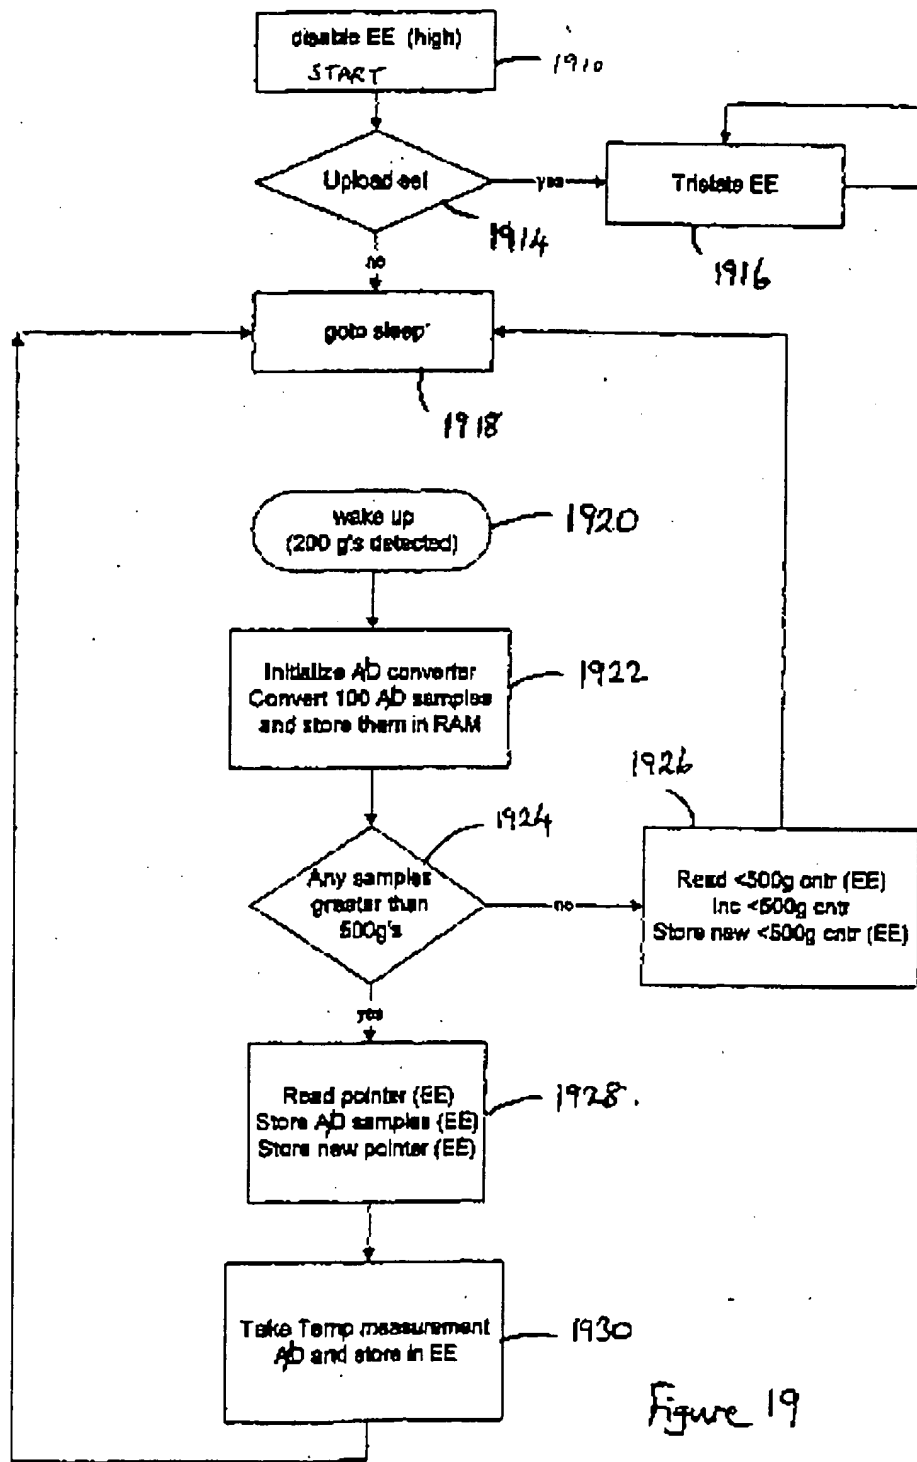 disable EE (high)
START
1910
Upload set
yes
Tristate EE
1914
1916
no
goto sleep
1918
wake up
(200 g's detected)
1920
Initialize A/D converter
Convert 100 A/D samples
and store them in RAM
1922
1926
1924
Any samples
greater than
500g's
no
Read <500g cntr (EE)
Inc <500g cntr
Store new <500g cntr (EE)
yes
Read pointer (EE)
Store A/D samples (EE)
Store new pointer (EE)
1928.
Take Temp measurement
A/D and store in EE
1930
Figure 19